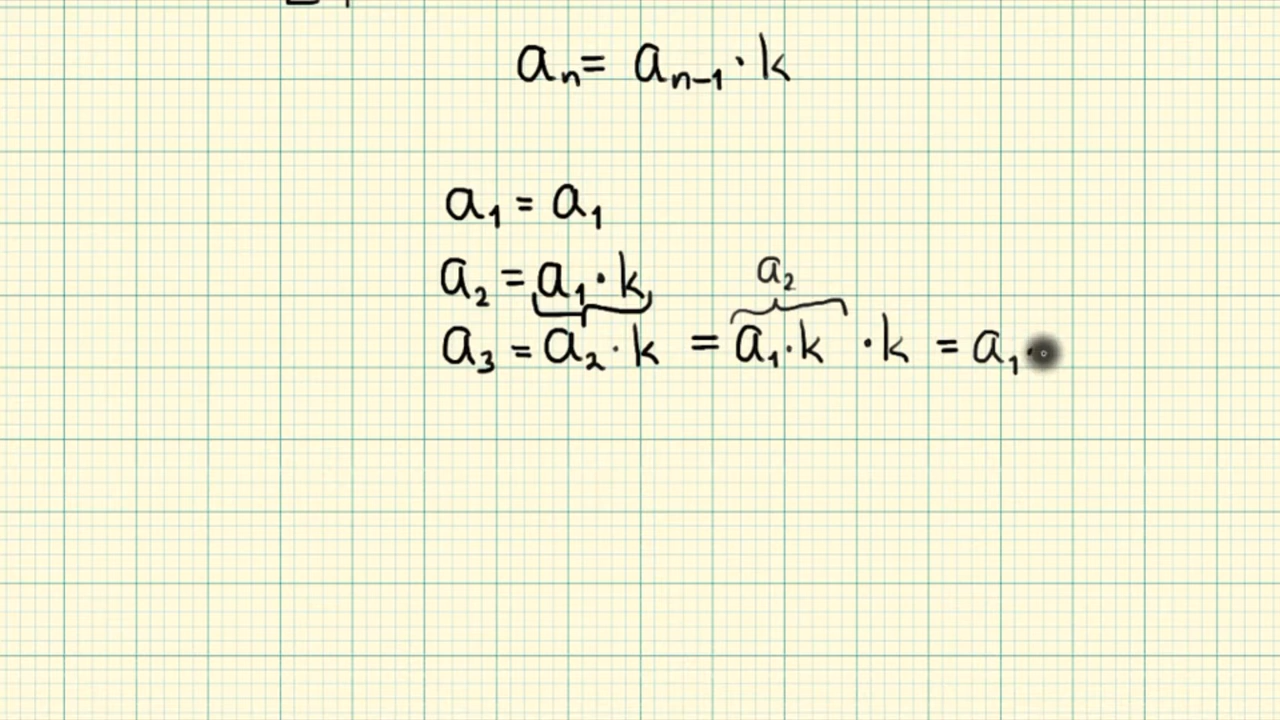 aₙ = aₙ₋₁ · k
a₁ = a₁
a₂ = a₁ · k
a₂
a₃ = a₂ · k = a₁ · k · k = a₁ ·